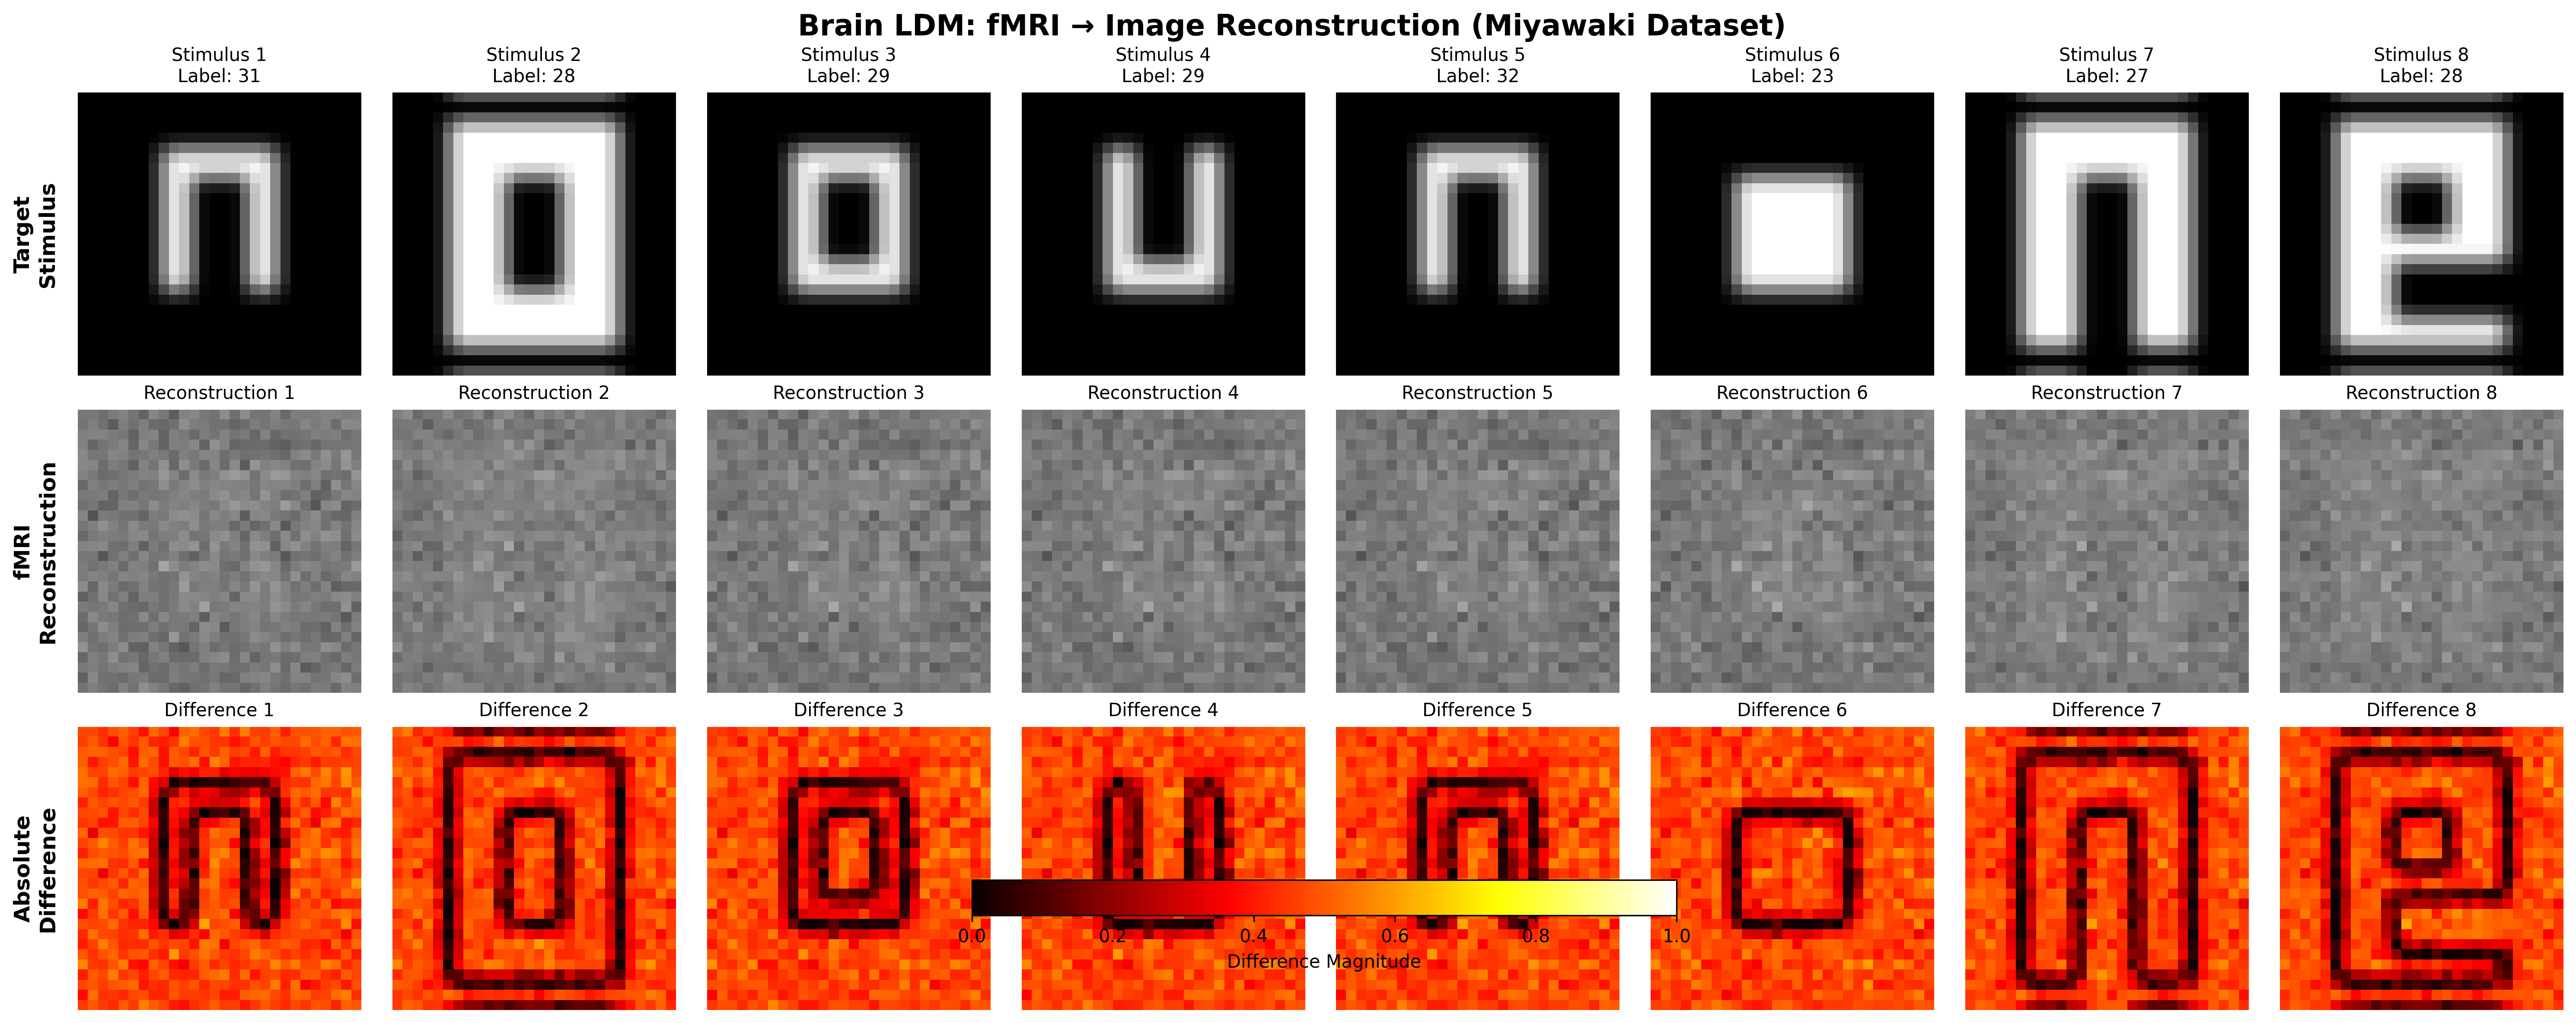 Brain LDM: fMRI → Image Reconstruction (Miyawaki Dataset)
Stimulus 1
Label: 31
Stimulus 2
Label: 28
Stimulus 3
Label: 29
Stimulus 4
Label: 29
Stimulus 5
Label: 32
Stimulus 6
Label: 23
Stimulus 7
Label: 27
Stimulus 8
Label: 28
Target
Stimulus
Reconstruction 1
Reconstruction 2
Reconstruction 3
Reconstruction 4
Reconstruction 5
Reconstruction 6
Reconstruction 7
Reconstruction 8
fMRI
Reconstruction
Difference 1
Difference 2
Difference 3
Difference 4
Difference 5
Difference 6
Difference 7
Difference 8
Absolute
Difference
0.0 0.2 0.4 0.6 0.8 1.0
Difference Magnitude